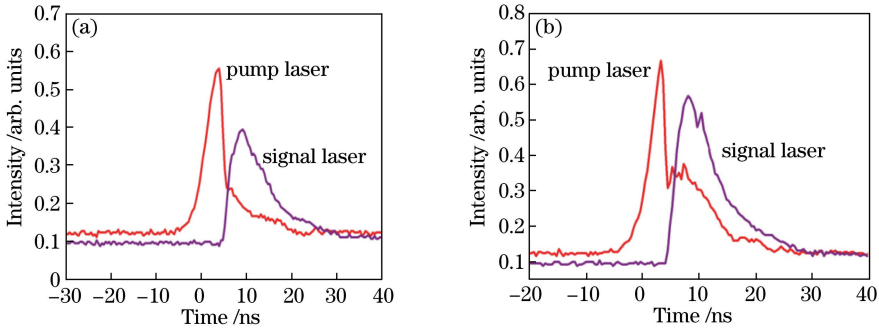 (a)
Intensity /arb. units
0.7
0.6
0.5
0.4
0.3
0.2
0.1
0
pump laser
signal laser
−30 −20 −10 0 10 20 30 40
Time /ns
(b)
Intensity /arb. units
0.8
0.7
0.6
0.5
0.4
0.3
0.2
0.1
pump laser
signal laser
−20 −10 0 10 20 30 40
Time /ns